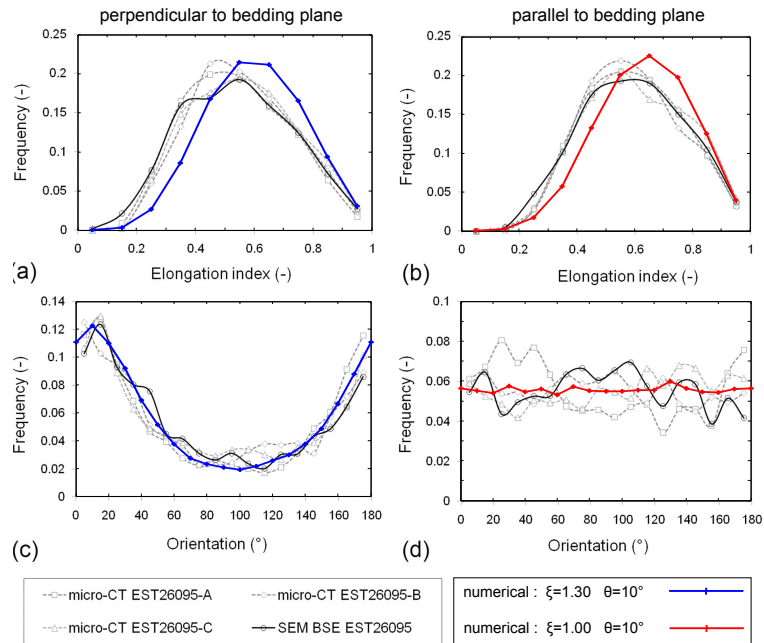 perpendicular to bedding plane
parallel to bedding plane
0.25
0.2
0.15
0.1
0.05
0
Frequency (-)
0 0.2 0.4 0.6 0.8 1
(a)
Elongation index (-)
0.25
0.2
0.15
0.1
0.05
0
Frequency (-)
0 0.2 0.4 0.6 0.8 1
(b)
Elongation index (-)
0.14
0.12
0.1
0.08
0.06
0.04
0.02
0
Frequency (-)
0 20 40 60 80 100 120 140 160 180
(c)
Orientation (°)
0.1
0.08
0.06
0.04
0.02
0
Frequency (-)
0 20 40 60 80 100 120 140 160 180
(d)
Orientation (°)
micro-CT EST26095-A
micro-CT EST26095-B
micro-CT EST26095-C
SEM BSE EST26095
numerical : ξ=1.30 θ=10°
numerical : ξ=1.00 θ=10°